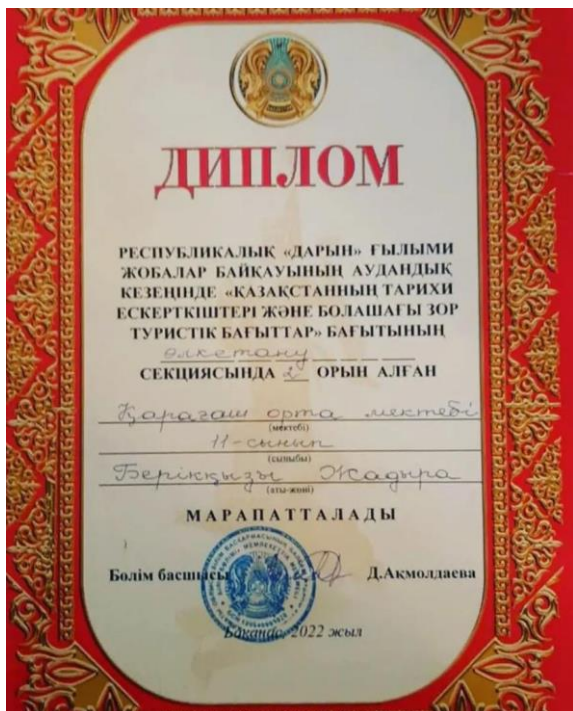 ДИПЛОМ
РЕСПУБЛИКАЛЫҚ «ДАРЫН» ҒЫЛЫМИ
ЖОБАЛАР БАЙҚАУЫНЫҢ АУДАНДЫҚ
КЕЗЕҢІНДЕ «ҚАЗАҚСТАННЫҢ ТАРИХИ
ЕСКЕРТКІШТЕРІ ЖӘНЕ БОЛАШАҒЫ ЗОР
ТУРИСТІК БАҒЫТТАР» БАҒЫТЫНЫҢ
өлкетану
СЕКЦИЯСЫНДА 2 ОРЫН АЛҒАН
Қарағаш орта мектебі
(мектебі)
11-сынып
(сыныбы)
Беріккызы Жадыра
(аты-жөні)
МАРАПАТТАЛАДЫ
Бөлім басшысы Д.Ақмолдаева
Бақанас, 2022 жыл